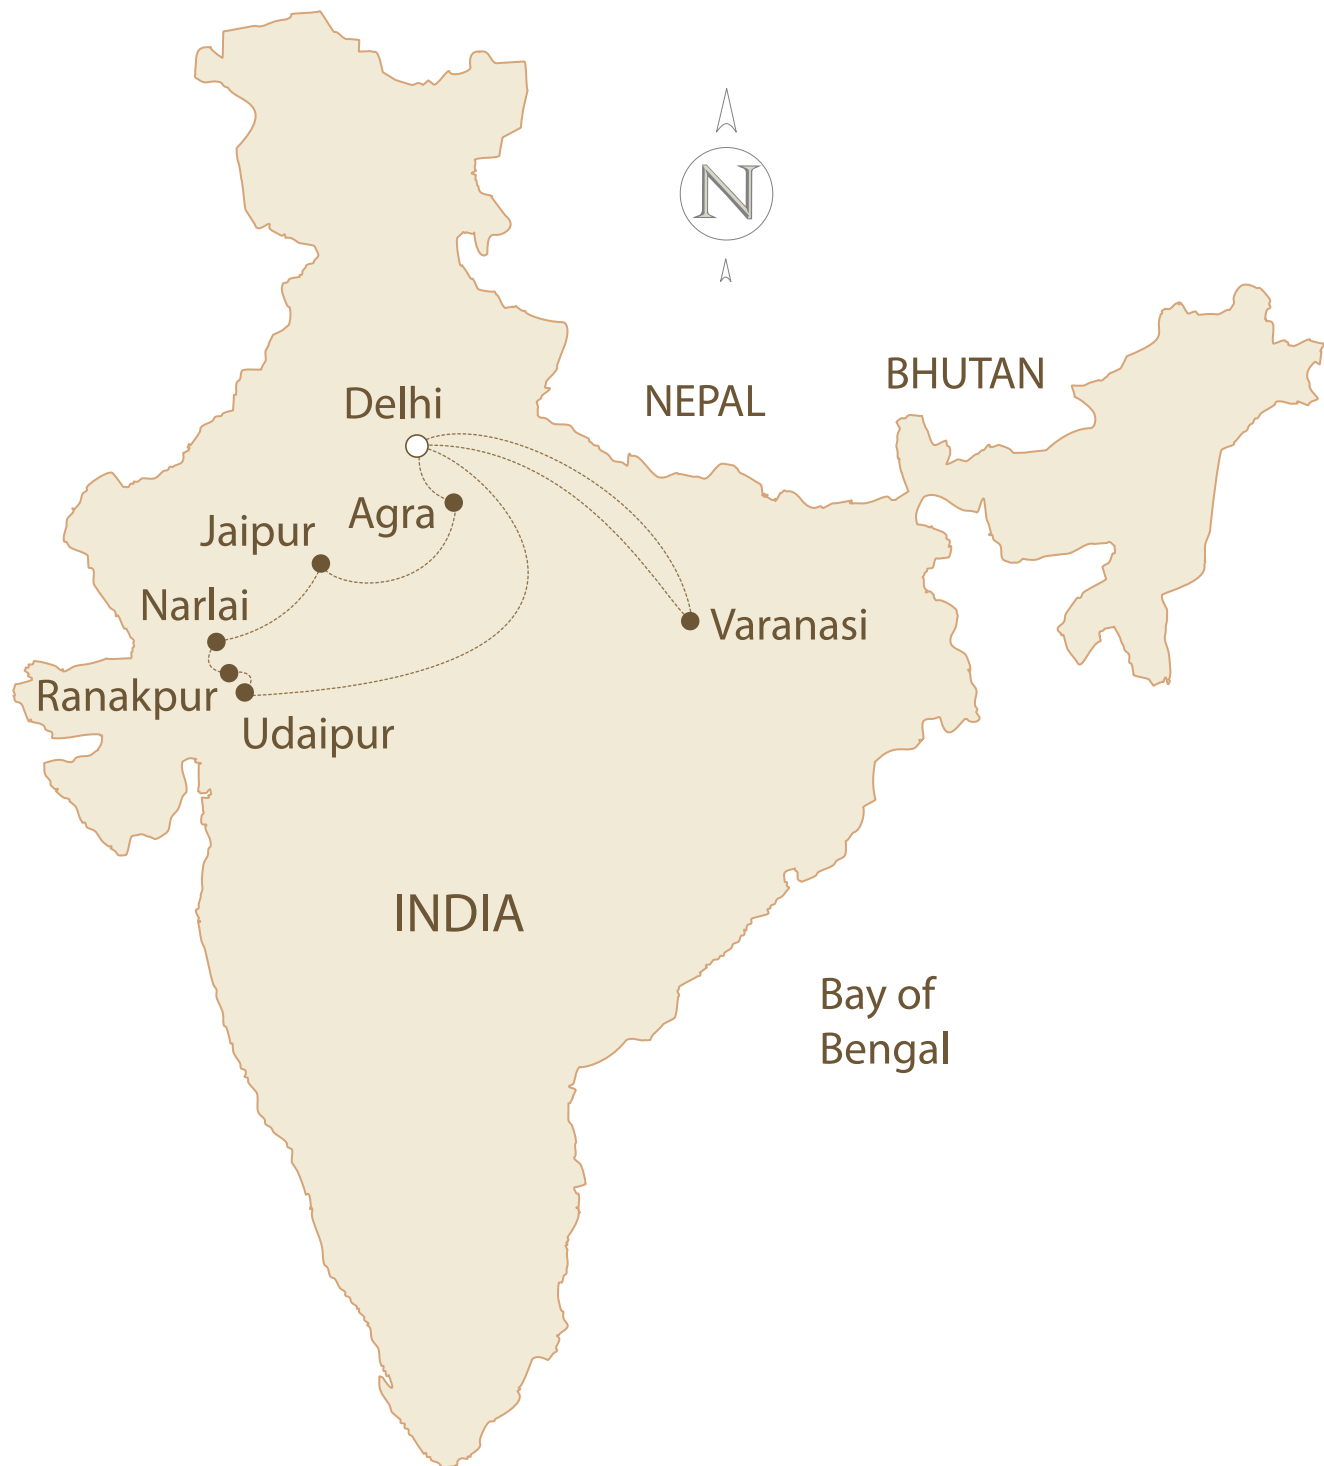 N
BHUTAN
NEPAL
Delhi
Agra
Jaipur
Narlai
Varanasi
Ranakpur
Udaipur
INDIA
Bay of
Bengal